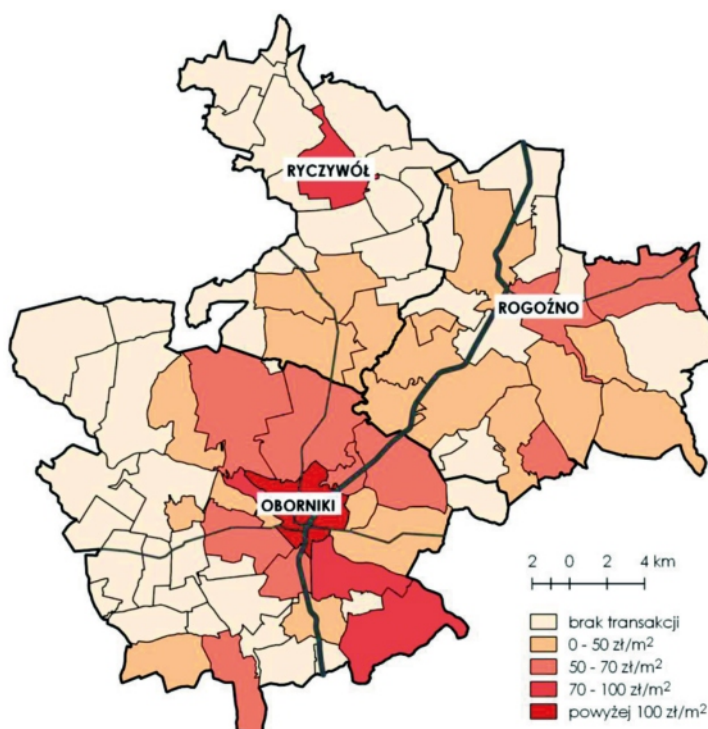 RYCZYWÓŁ
ROGOŹNO
OBORNIKI
2 0 2 4 km
brak transakcji
0 - 50 zł/m²
50 - 70 zł/m²
70 - 100 zł/m²
powyżej 100 zł/m²